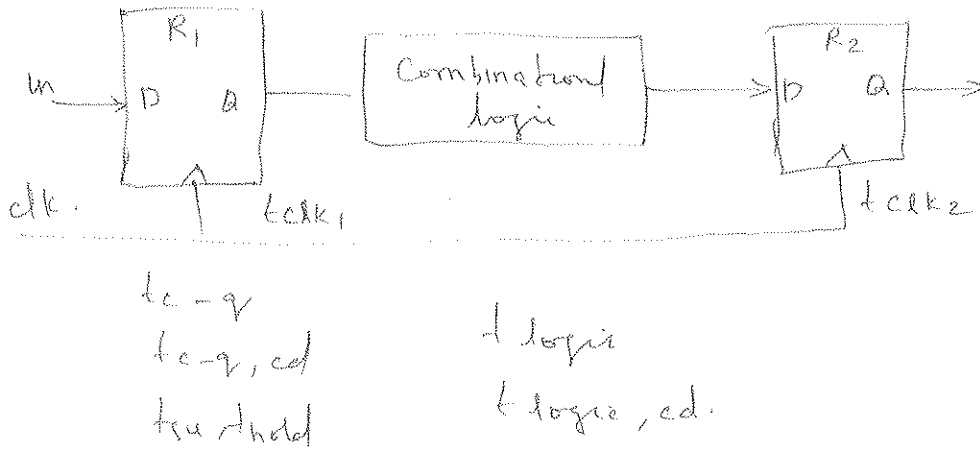 R1
R2
in
D
Q
Combinational
logic
D
Q
clk.
tclk1
tclk2
tc-q
tc-q, cd
tsu, thold
t logic
t logic, cd.